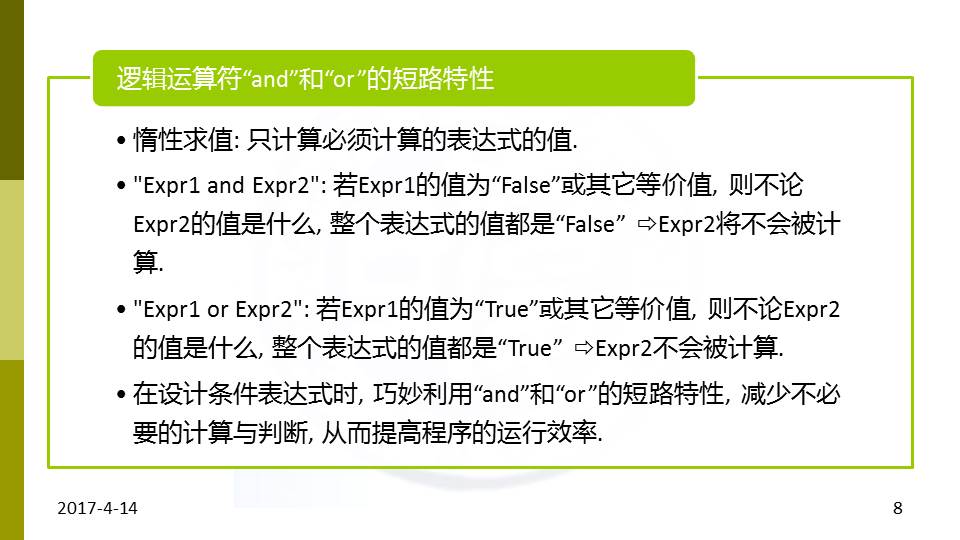 逻辑运算符“and”和“or”的短路特性
• 惰性求值: 只计算必须计算的表达式的值.
• "Expr1 and Expr2": 若Expr1的值为“False”或其它等价值, 则不论
Expr2的值是什么, 整个表达式的值都是“False” ⇨Expr2将不会被计
算.
• "Expr1 or Expr2": 若Expr1的值为“True”或其它等价值, 则不论Expr2
的值是什么, 整个表达式的值都是“True” ⇨Expr2不会被计算.
• 在设计条件表达式时, 巧妙利用“and”和“or”的短路特性, 减少不必
要的计算与判断, 从而提高程序的运行效率.
2017-4-14
8